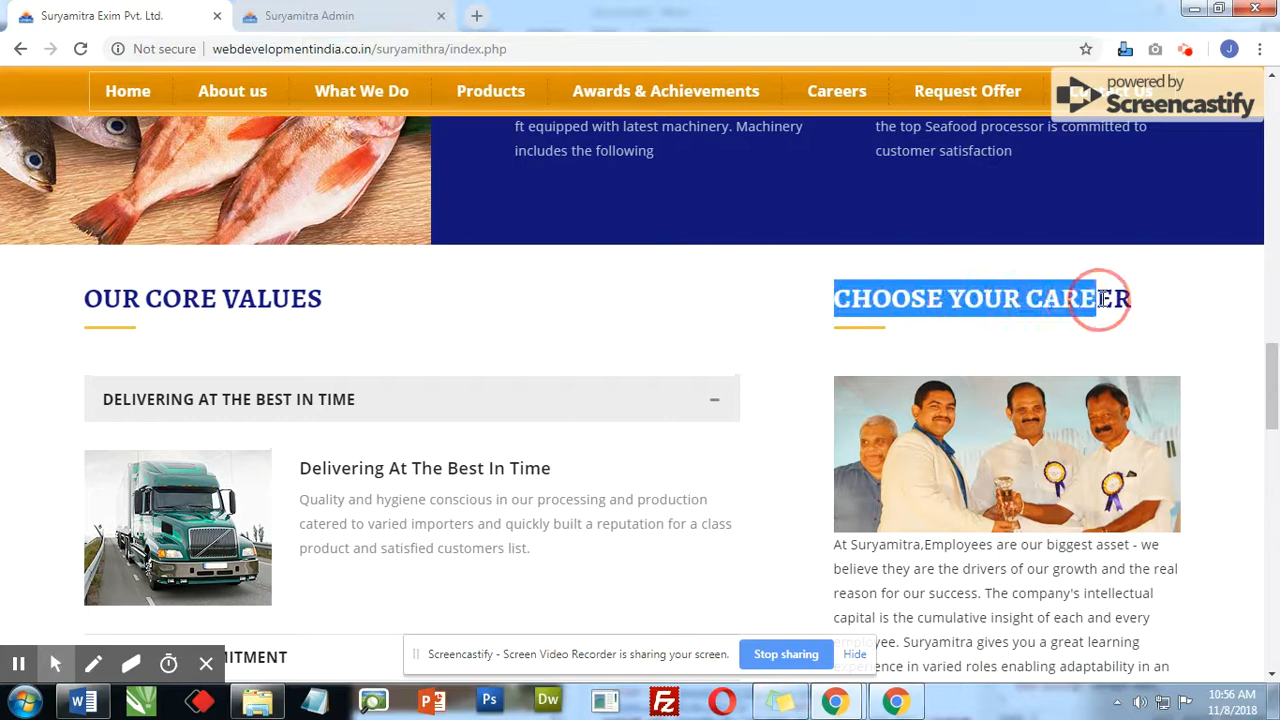 Suryamitra Exim Pvt. Ltd.
Suryamitra Admin
Not secure
webdevelopmentindia.co.in/suryamithra/index.php
J
Home
About us
What We Do
Products
Awards & Achievements
Careers
Request Offer
powered by
Screencastify
ft equipped with latest machinery. Machinery
includes the following
the top Seafood processor is committed to
customer satisfaction
OUR CORE VALUES
CHOOSE YOUR CAREER
DELIVERING AT THE BEST IN TIME
Delivering At The Best In Time
Quality and hygiene conscious in our processing and production
catered to varied importers and quickly built a reputation for a class
product and satisfied customers list.
At Suryamitra,Employees are our biggest asset - we
believe they are the drivers of our growth and the real
reason for our success. The company's intellectual
capital is the cumulative insight of each and every
employee. Suryamitra gives you a great learning
experience in varied roles enabling adaptability in an
Screencastify - Screen Video Recorder is sharing your screen.
Stop sharing
Hide
W
P
Ps
Dw
Fz
10:56 AM
11/8/2018